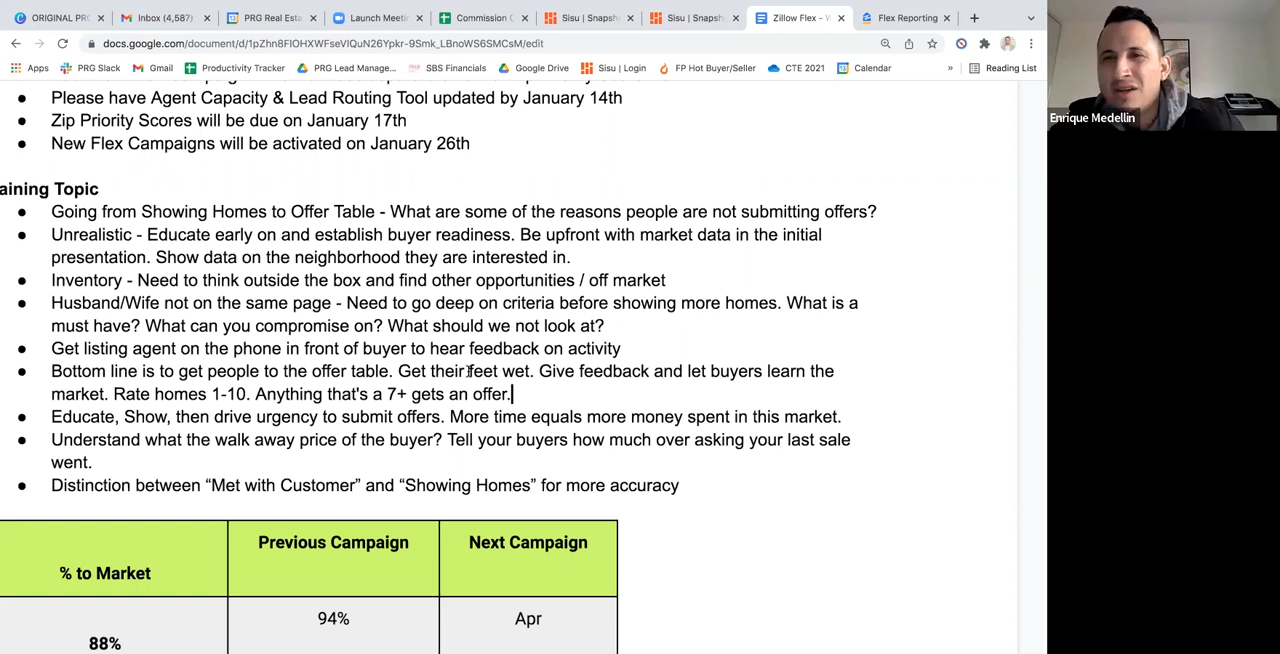 ORIGINAL PRC
Inbox (4,587)
PRG Real Esta
Launch Meetin
Commission C
Sisu | Snapsh
Sisu | Snapsh
Zillow Flex - W
Flex Reporting
docs.google.com/document/d/1pZhn8FIOHXWFseVIQuN26Ypkr-9Smk_LBnoWS6SMCsM/edit
Apps
PRG Slack
Gmail
Productivity Tracker
PRG Lead Manage...
SBS Financials
Google Drive
Sisu | Login
FP Hot Buyer/Seller
CTE 2021
Calendar
»
Reading List
● Please have Agent Capacity & Lead Routing Tool updated by January 14th
● Zip Priority Scores will be due on January 17th
● New Flex Campaigns will be activated on January 26th
aining Topic
● Going from Showing Homes to Offer Table - What are some of the reasons people are not submitting offers?
● Unrealistic - Educate early on and establish buyer readiness. Be upfront with market data in the initial
presentation. Show data on the neighborhood they are interested in.
● Inventory - Need to think outside the box and find other opportunities / off market
● Husband/Wife not on the same page - Need to go deep on criteria before showing more homes. What is a
must have? What can you compromise on? What should we not look at?
● Get listing agent on the phone in front of buyer to hear feedback on activity
● Bottom line is to get people to the offer table. Get their feet wet. Give feedback and let buyers learn the
market. Rate homes 1-10. Anything that's a 7+ gets an offer.
● Educate, Show, then drive urgency to submit offers. More time equals more money spent in this market.
● Understand what the walk away price of the buyer? Tell your buyers how much over asking your last sale
went.
● Distinction between “Met with Customer” and “Showing Homes” for more accuracy
% to Market
Previous Campaign
Next Campaign
88%
94%
Apr
Enrique Medellin